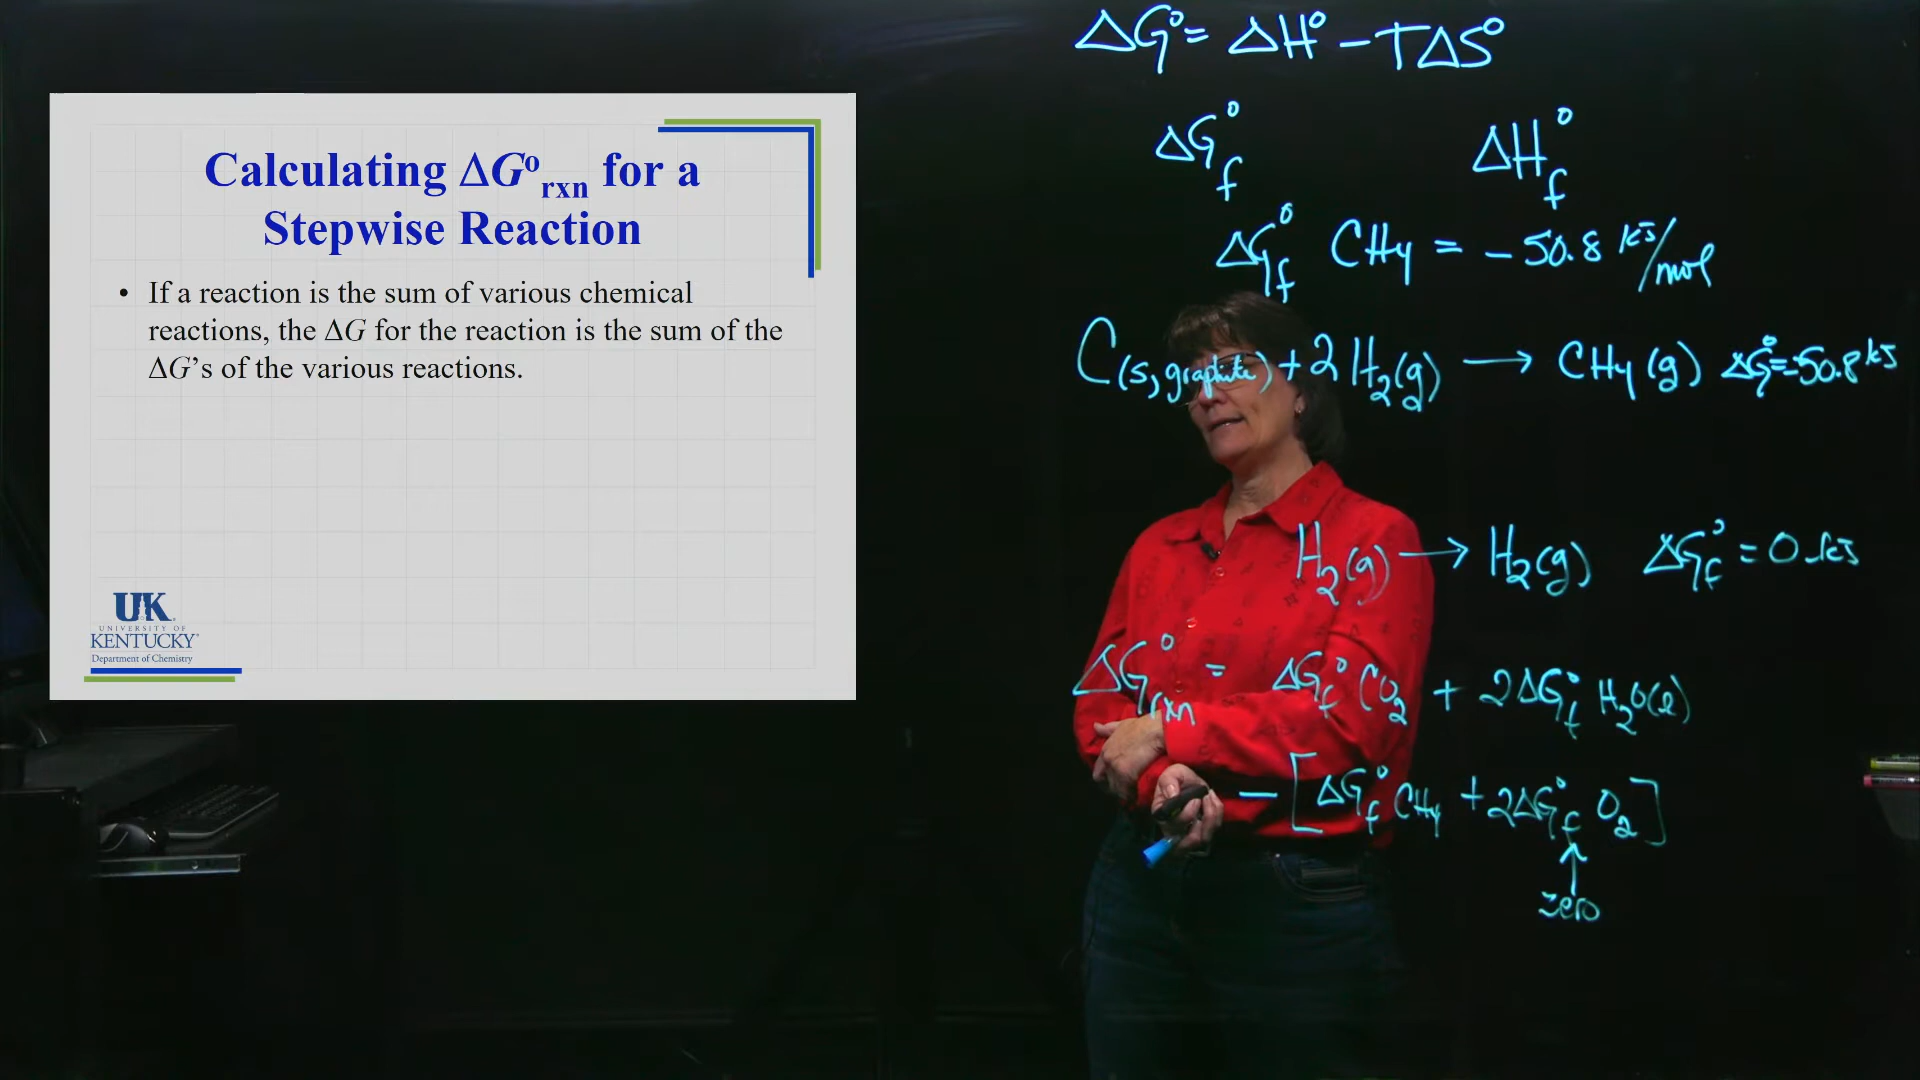 Calculating ΔG°rxn for a
Stepwise Reaction
• If a reaction is the sum of various chemical
reactions, the ΔG for the reaction is the sum of the
ΔG’s of the various reactions.
UK
UNIVERSITY OF
KENTUCKY
Department of Chemistry
ΔG° = ΔH° – TΔS°
ΔG°f ΔH°f
ΔG°f CH4 = – 50.8 kJ/mol
C(s, graphite) + 2 H2(g) → CH4(g) ΔG° = -50.8 kJ
H2(g) → H2(g) ΔG°f = 0 kJ
ΔG°rxn = ΔG°f CO2 + 2ΔG°f H2O(l)
– [ΔG°f CH4 + 2ΔG°f O2]
↑
zero